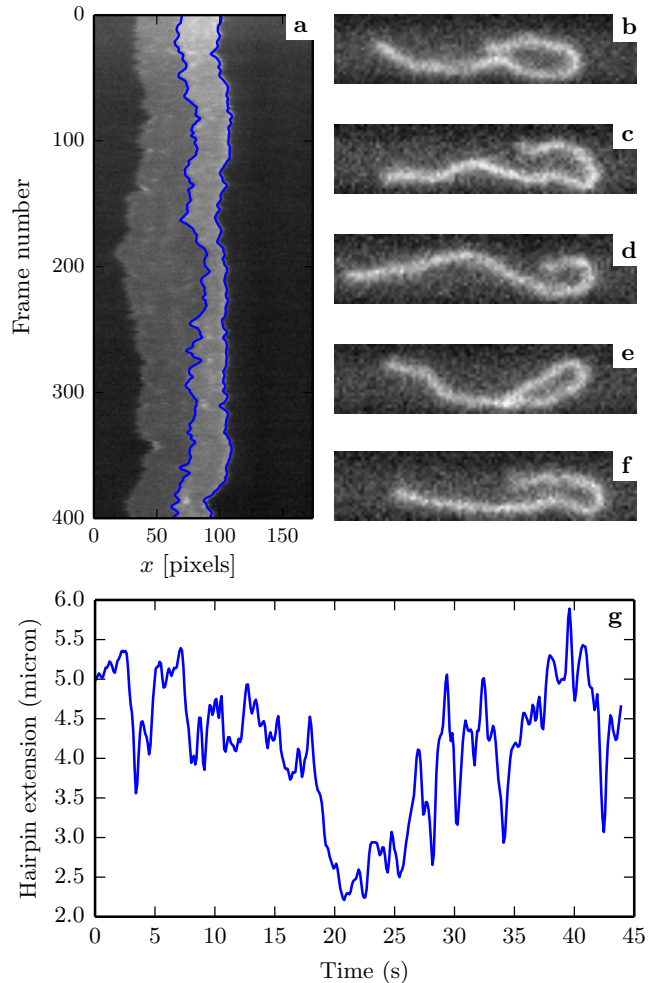 a
0
100
200
300
400
Frame number
0 50 100 150
x [pixels]
b
c
d
e
f
g
6.0
5.5
5.0
4.5
4.0
3.5
3.0
2.5
2.0
Hairpin extension (micron)
0 5 10 15 20 25 30 35 40 45
Time (s)